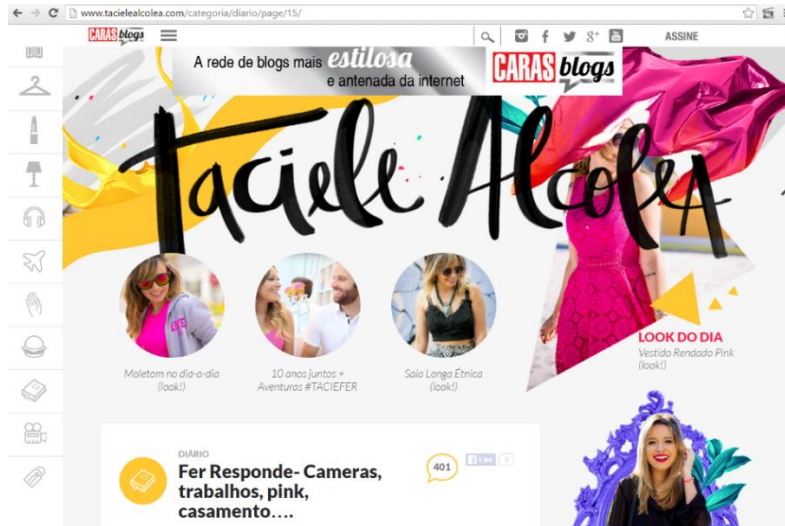 www.tacielealcolea.com/categoria/diario/page/15/
CARAS blogs
ASSINE
A rede de blogs mais estilosa
e antenada da internet
CARAS blogs
Taciele Alcolea
Moletom no dia-a-dia
(look!)
10 anos juntos +
Aventuras #TACIEFER
Saia Longa Étnica
(look!)
LOOK DO DIA
Vestido Rendado Pink
(look!)
DIÁRIO
Fer Responde- Cameras,
trabalhos, pink,
casamento....
401
Like